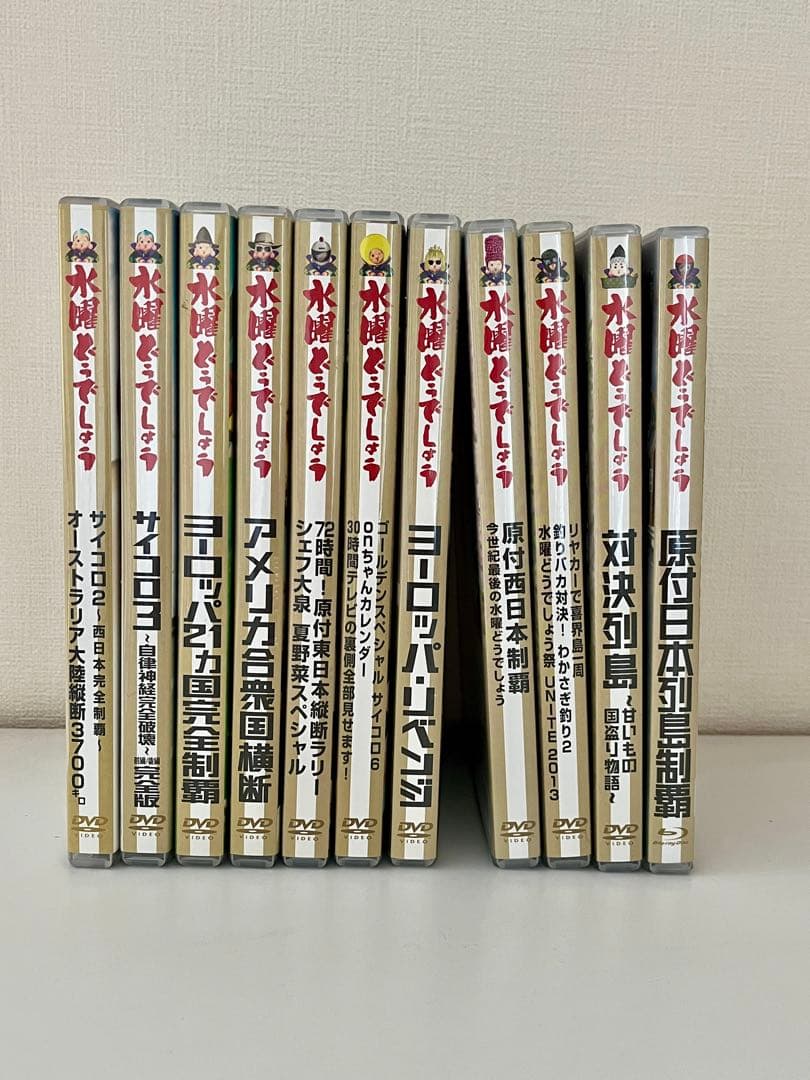 水曜どうでしょう
サイコロ2～西日本完全制覇～
オーストラリア大陸縦断3700キロ
DVD
VIDEO
水曜どうでしょう
サイコロ3
～自律神経完全破壊～
前編/後編
完全版
DVD
VIDEO
水曜どうでしょう
ヨーロッパ21ヵ国完全制覇
DVD
VIDEO
水曜どうでしょう
アメリカ合衆国横断
DVD
VIDEO
水曜どうでしょう
72時間！原付東日本縦断ラリー
シェフ大泉 夏野菜スペシャル
DVD
VIDEO
水曜どうでしょう
ゴールデンスペシャル サイコロ6
onちゃんカレンダー
30時間テレビの裏側全部見せます！
DVD
VIDEO
水曜どうでしょう
ヨーロッパ・リベンジ
DVD
VIDEO
水曜どうでしょう
原付西日本制覇
今世紀最後の水曜どうでしょう
DVD
VIDEO
水曜どうでしょう
リヤカーで喜界島一周
釣りバカ対決！わかさぎ釣り2
水曜どうでしょう祭 UNITE 2013
DVD
VIDEO
水曜どうでしょう
対決列島
～甘いもの
国盗り物語～
DVD
VIDEO
水曜どうでしょう
原付日本列島制覇
Blu-ray Disc